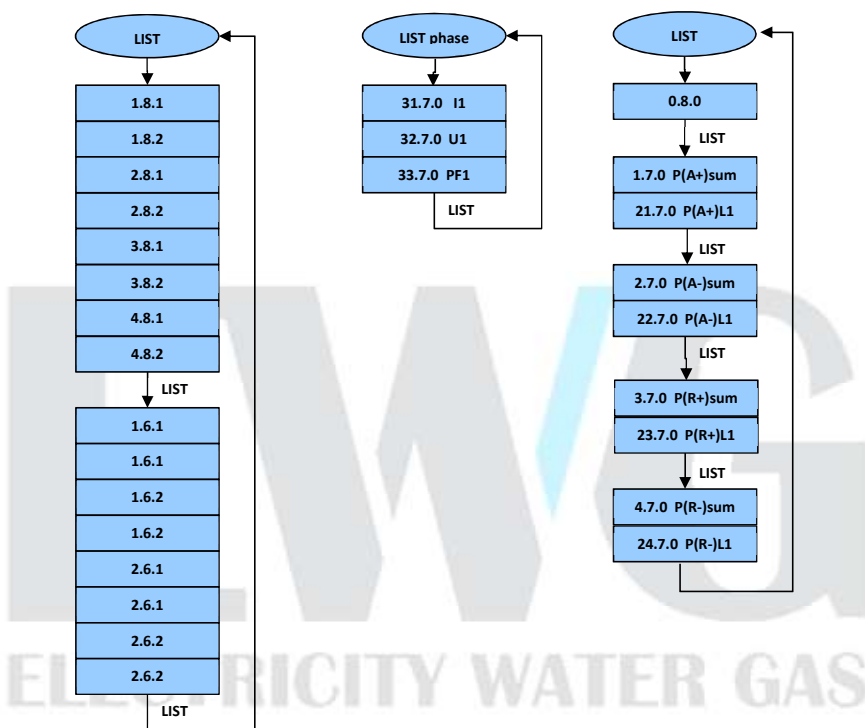 LIST
1.8.1
1.8.2
2.8.1
2.8.2
3.8.1
3.8.2
4.8.1
4.8.2
LIST
1.6.1
1.6.1
1.6.2
1.6.2
2.6.1
2.6.1
2.6.2
2.6.2
LIST
LIST phase
31.7.0 I1
32.7.0 U1
33.7.0 PF1
LIST
LIST
0.8.0
LIST
1.7.0 P(A+)sum
21.7.0 P(A+)L1
LIST
2.7.0 P(A-)sum
22.7.0 P(A-)L1
LIST
3.7.0 P(R+)sum
23.7.0 P(R+)L1
LIST
4.7.0 P(R-)sum
24.7.0 P(R-)L1
EWG
ELECTRICITY WATER GAS